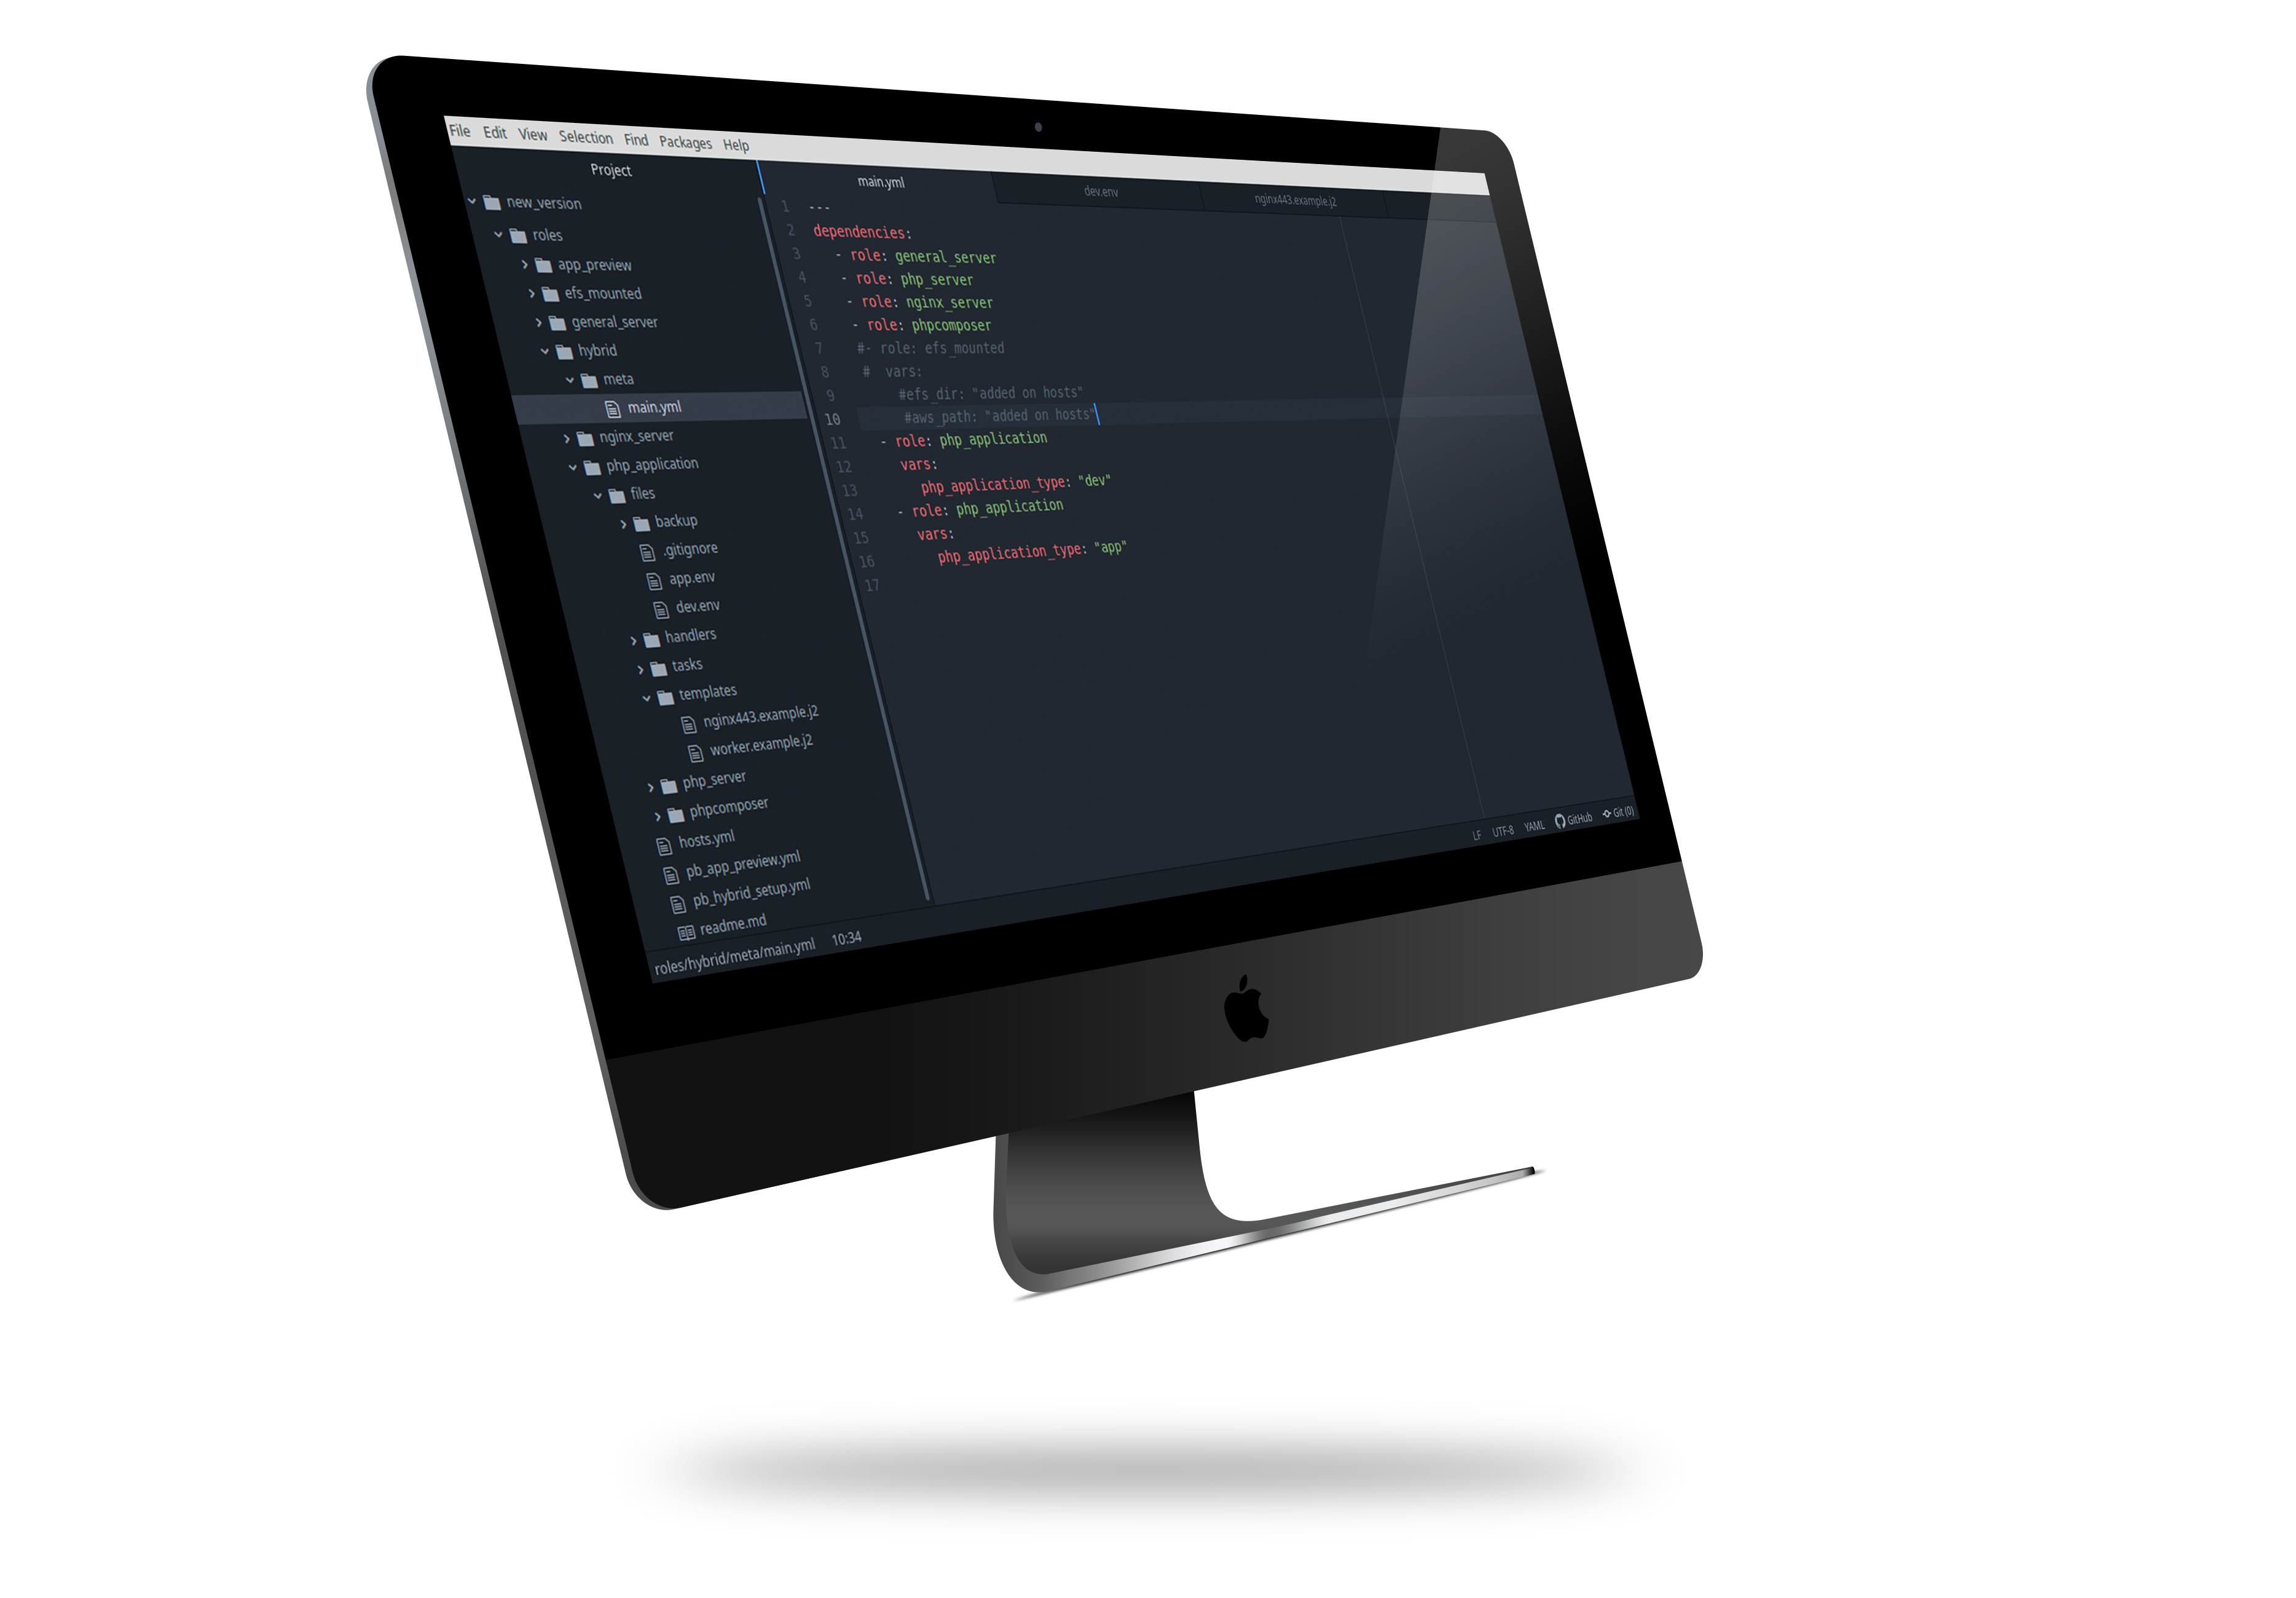 File Edit View Selection Find Packages Help
Project
new_version
roles
app_preview
efs_mounted
general_server
hybrid
meta
main.yml
nginx_server
php_application
files
backup
.gitignore
app.env
dev.env
handlers
tasks
templates
nginx443.example.j2
worker.example.j2
php_server
phpcomposer
hosts.yml
pb_app_preview.yml
pb_hybrid_setup.yml
readme.md
main.yml dev.env nginx443.example.j2
1 ---
2 dependencies:
3 - role: general_server
4 - role: php_server
5 - role: nginx_server
6 - role: phpcomposer
7 #- role: efs_mounted
8 # vars:
9 #efs_dir: "added on hosts"
10 #aws_path: "added on hosts"
11 - role: php_application
12 vars:
13 php_application_type: "dev"
14 - role: php_application
15 vars:
16 php_application_type: "app"
17
roles/hybrid/meta/main.yml 10:34
LF UTF-8 YAML GitHub Git (0)